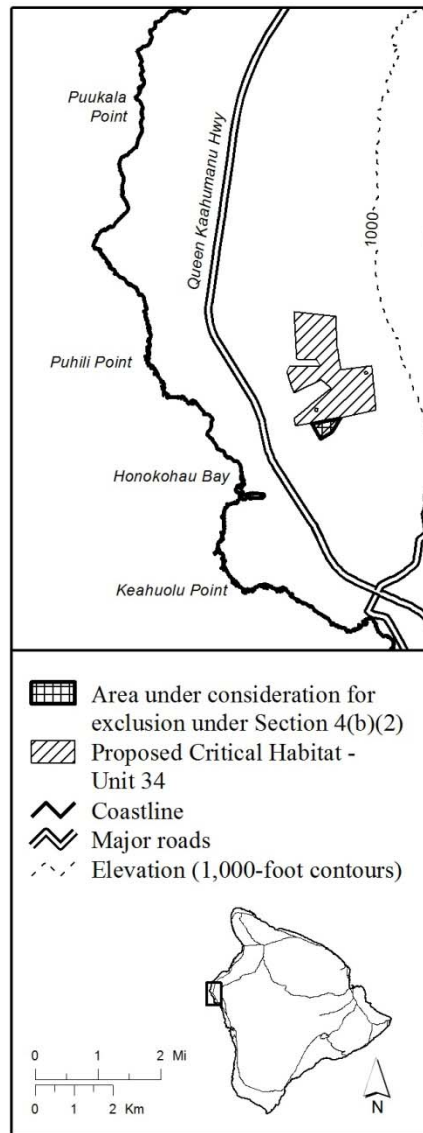 Puukala
Point
Queen Kaahumanu Hwy
1000
Puhili Point
Honokohau Bay
Keahuolu Point
Area under consideration for
exclusion under Section 4(b)(2)
Proposed Critical Habitat -
Unit 34
Coastline
Major roads
Elevation (1,000-foot contours)
0 1 2 Mi
0 1 2 Km
N